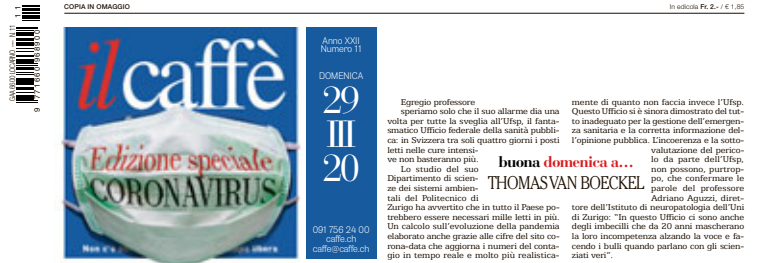 COPIA IN OMAGGIO
In edicola Fr. 2.- / € 1,85
11
GAA 6600 LOCARNO — N.11
9 771660 968900
il caffè
Edizione speciale
CORONAVIRUS
Anno XXII
Numero 11
DOMENICA
29
III
20
091 756 24 00
caffe.ch
caffe@caffe.ch
Egregio professore
speriamo solo che il suo allarme dia una
volta per tutte la sveglia all'Ufsp, il fanta-
smatico Ufficio federale della sanità pubbli-
ca: in Svizzera tra soli quattro giorni i posti
letti nelle cure intensi-
ve non basteranno più.
Lo studio del suo
Dipartimento di scien-
ze dei sistemi ambien-
tali del Politecnico di
Zurigo ha avvertito che in tutto il Paese po-
trebbero essere necessari mille letti in più.
Un calcolo sull'evoluzione della pandemia
elaborato anche grazie alle cifre del sito co-
rona-data che aggiorna i numeri del conta-
gio in tempo reale e molto più realistica-
buona domenica a...
THOMAS VAN BOECKEL
mente di quanto non faccia invece l'Ufsp.
Questo Ufficio si è sinora dimostrato del tut-
to inadeguato per la gestione dell'emergen-
za sanitaria e la corretta informazione del-
l'opinione pubblica. L'incoerenza e la sotto-
valutazione del perico-
lo da parte dell'Ufsp,
non possono, purtrop-
po, che confermare le
parole del professore
Adriano Aguzzi, diret-
tore dell'Istituto di neuropatologia dell'Uni
di Zurigo: "In questo Ufficio ci sono anche
degli imbecilli che da 20 anni mascherano
la loro incompetenza alzando la voce e fa-
cendo i bulli quando parlano con gli scien-
ziati veri".